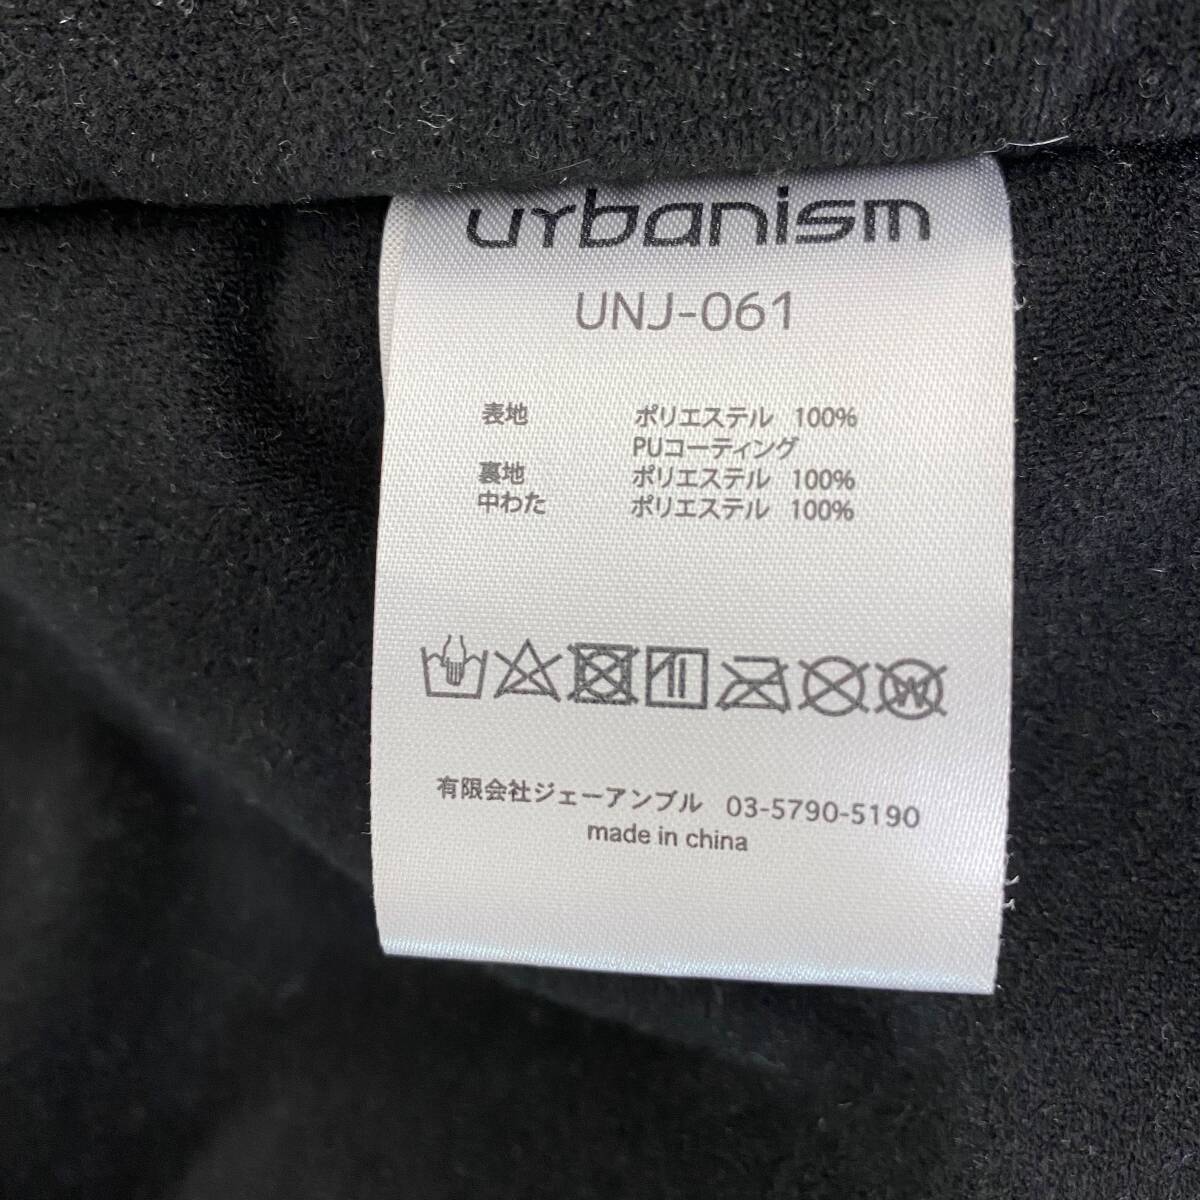 urbanism
UNJ-061
表地 ポリエステル 100%
PUコーティング
裏地 ポリエステル 100%
中わた ポリエステル 100%
W
有限会社ジェーアンブル 03-5790-5190
made in china